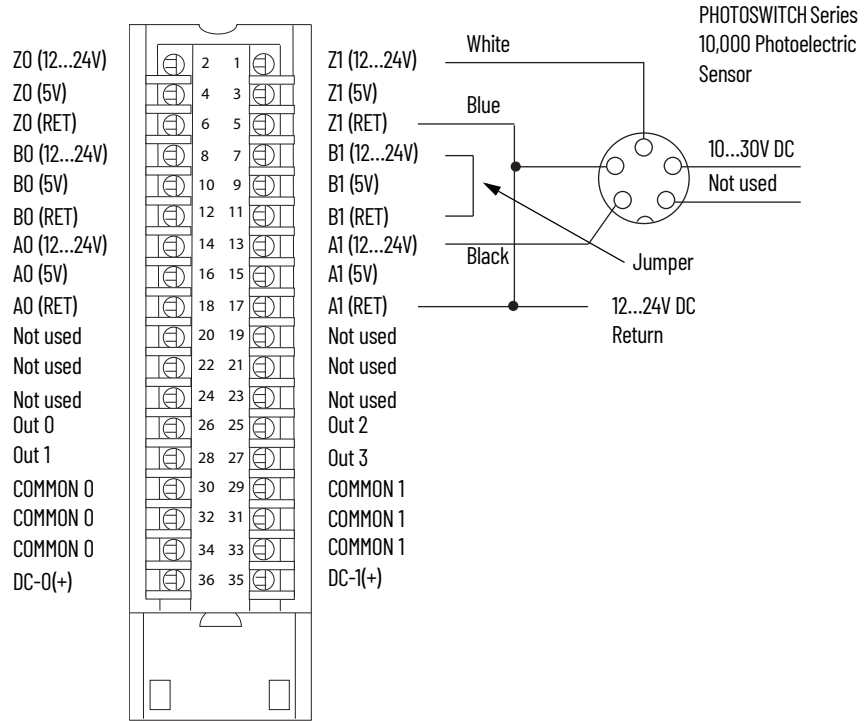 PHOTOSWITCH Series
10,000 Photoelectric
Sensor
Z0 (12...24V) 2 1 Z1 (12...24V) White
Z0 (5V) 4 3 Z1 (5V)
Z0 (RET) 6 5 Z1 (RET) Blue
B0 (12...24V) 8 7 B1 (12...24V) 10...30V DC
B0 (5V) 10 9 B1 (5V) Not used
B0 (RET) 12 11 B1 (RET)
A0 (12...24V) 14 13 A1 (12...24V) Black Jumper
A0 (5V) 16 15 A1 (5V)
A0 (RET) 18 17 A1 (RET) 12...24V DC
Return
Not used 20 19 Not used
Not used 22 21 Not used
Not used 24 23 Not used
Out 0 26 25 Out 2
Out 1 28 27 Out 3
COMMON 0 30 29 COMMON 1
COMMON 0 32 31 COMMON 1
COMMON 0 34 33 COMMON 1
DC-0(+) 36 35 DC-1(+)